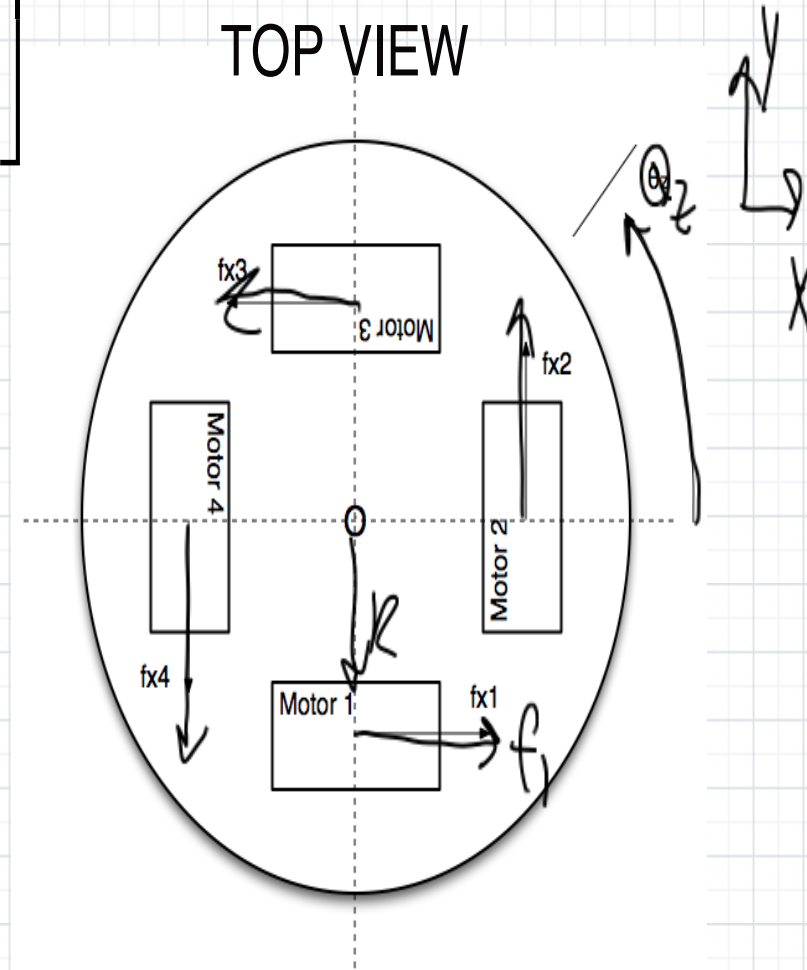 TOP VIEW
y
θz
x
fx3
Motor 3
fx2
Motor 4
O
Motor 2
R
fx4
Motor 1
fx1
f1